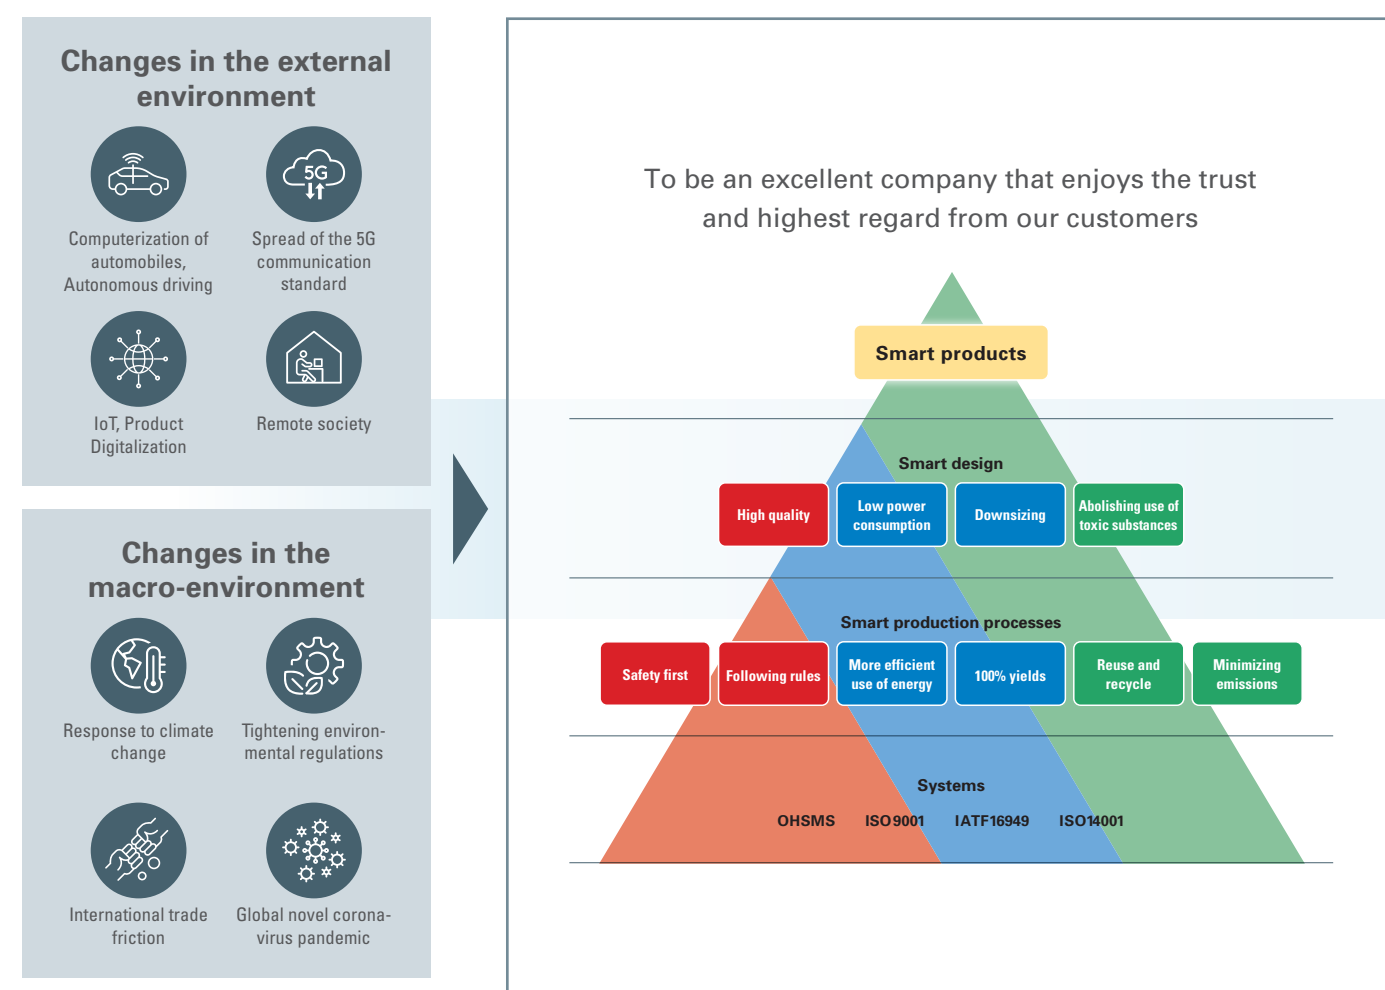 Changes in the external
environment
5G
Computerization of
automobiles,
Autonomous driving
Spread of the 5G
communication
standard
IoT, Product
Digitalization
Remote society
Changes in the
macro-environment
Response to climate
change
Tightening environ-
mental regulations
International trade
friction
Global novel corona-
virus pandemic
To be an excellent company that enjoys the trust
and highest regard from our customers
Smart products
Smart design
High quality
Low power
consumption
Downsizing
Abolishing use of
toxic substances
Smart production processes
Safety first
Following rules
More efficient
use of energy
100% yields
Reuse and
recycle
Minimizing
emissions
Systems
OHSMS ISO9001 IATF16949 ISO14001